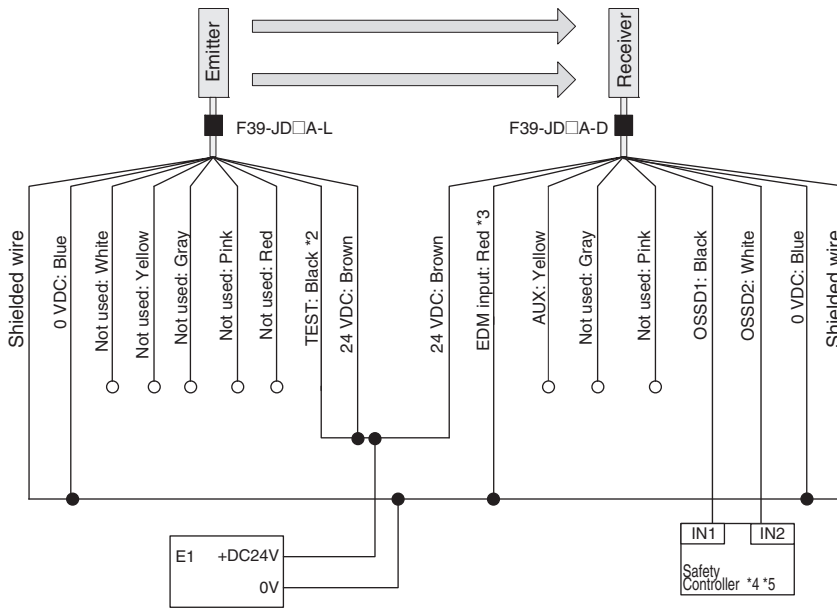 Emitter
Receiver
F39-JD□A-L
F39-JD□A-D
Shielded wire
0 VDC: Blue
Not used: White
Not used: Yellow
Not used: Gray
Not used: Pink
Not used: Red
TEST: Black *2
24 VDC: Brown
24 VDC: Brown
EDM input: Red *3
AUX: Yellow
Not used: Gray
Not used: Pink
OSSD1: Black
OSSD2: White
0 VDC: Blue
Shielded wire
E1 +DC24V
0V
IN1 IN2
Safety
Controller *4 *5